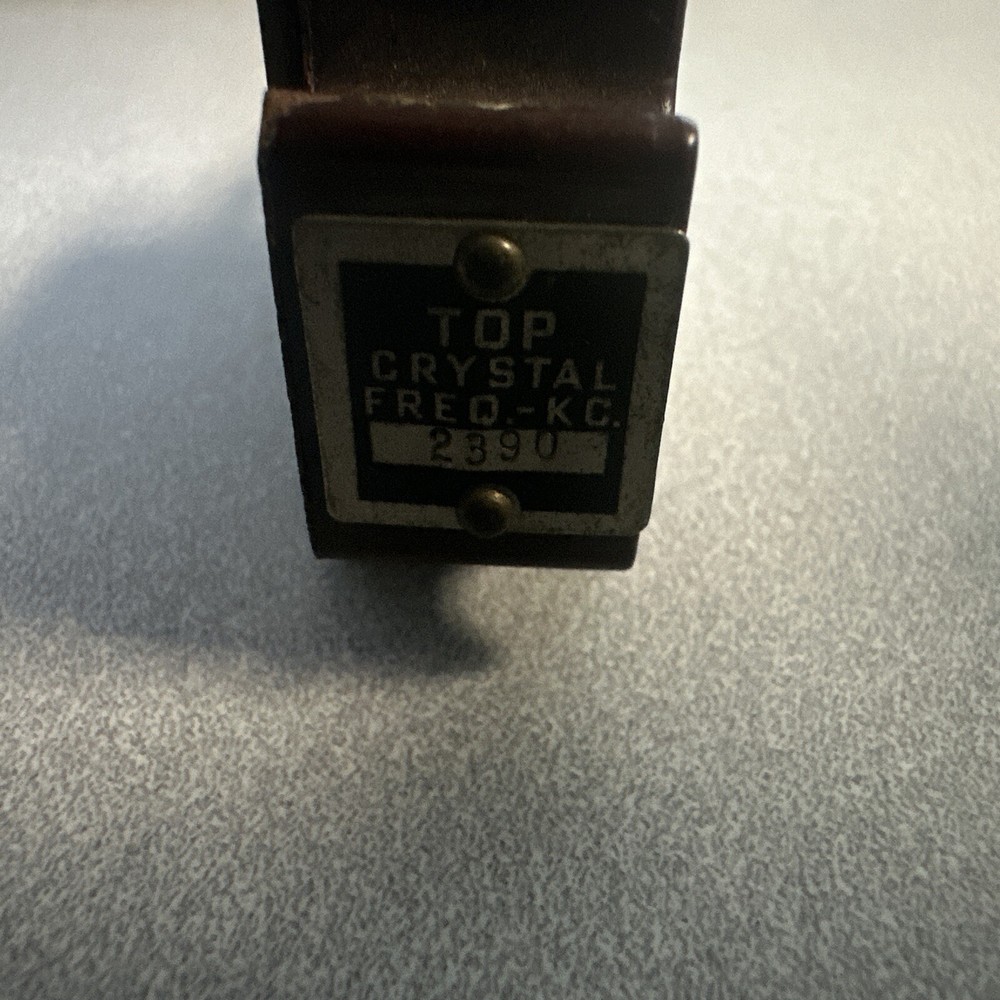 TOP
CRYSTAL
FREQ.-KC.
2390